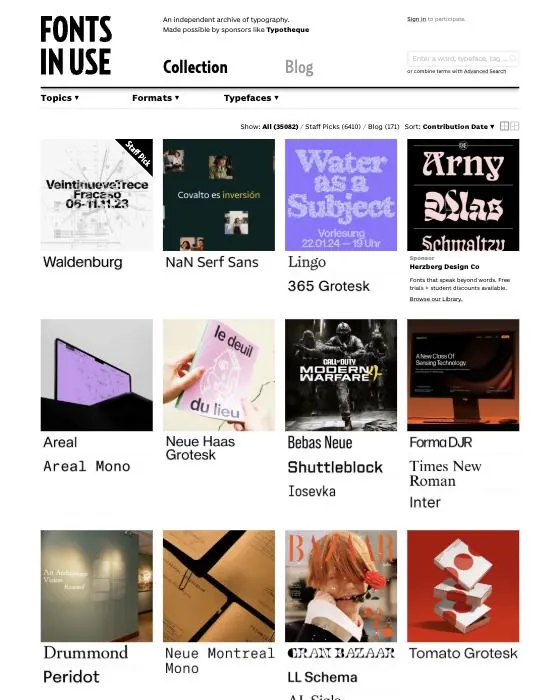 FONTS
IN USE
An independent archive of typography.
Made possible by sponsors like Typotheque
Sign in to participate.
Collection
Blog
Enter a word, typeface, tag ...
or combine terms with Advanced Search
Topics ▼
Formats ▼
Typefaces ▼
Show: All (35082) / Staff Picks (6410) / Blog (171) Sort: Contribution Date ▼
Staff Pick
Veintinueve Trece
Fracaso
06–11.11.23
Waldenburg
Covalto es inversión
NaN Serf Sans
Water
as a
Subject
Vorlesung
22.01.24 – 19 Uhr
Lingo
365 Grotesk
Arny
Was
Schmaltzy
Sponsor
Herzberg Design Co
Fonts that speak beyond words. Free
trials + student discounts available.
Browse our Library.
Areal
Areal Mono
le deuil
du lieu
Neue Haas
Grotesk
CALL OF DUTY
MODERN
WARFARE
Bebas Neue
Shuttleblock
Iosevka
A New Class Of
Sensing Technology
Forma DJR
Times New
Roman
Inter
Drummond
Peridot
Neue Montreal
Mono
BAZAAR
GRAN BAZAAR
LL Schema
Tomato Grotesk